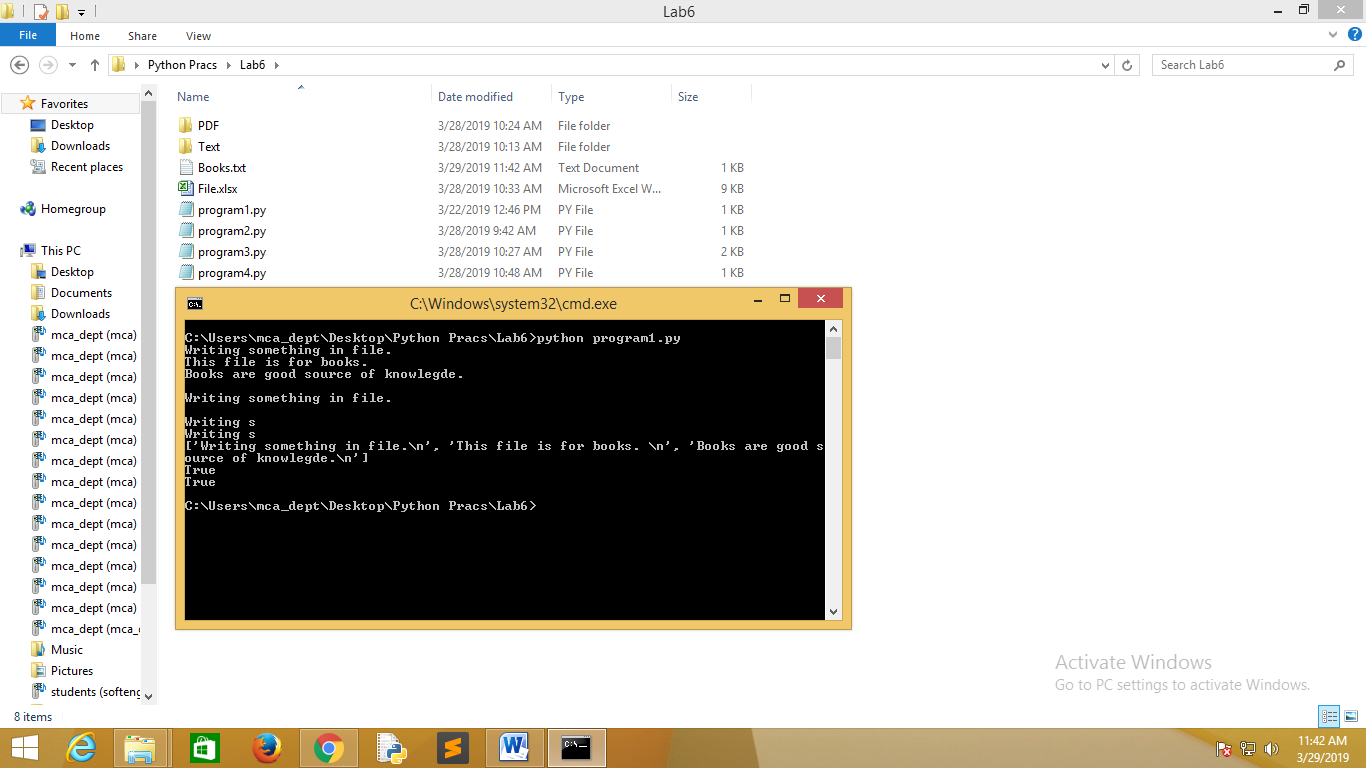 Lab6
File Home Share View
Python Pracs Lab6
Search Lab6
Favorites
Desktop
Downloads
Recent places
Homegroup
This PC
Desktop
Documents
Downloads
mca_dept (mca)
mca_dept (mca)
mca_dept (mca)
mca_dept (mca)
mca_dept (mca)
mca_dept (mca)
mca_dept (mca)
mca_dept (mca)
mca_dept (mca)
mca_dept (mca)
mca_dept (mca)
mca_dept (mca)
mca_dept (mca)
mca_dept (mca)
mca_dept (mca_
Music
Pictures
students (softeng
Name Date modified Type Size
PDF 3/28/2019 10:24 AM File folder
Text 3/28/2019 10:13 AM File folder
Books.txt 3/29/2019 11:42 AM Text Document 1 KB
File.xlsx 3/28/2019 10:33 AM Microsoft Excel W... 9 KB
program1.py 3/22/2019 12:46 PM PY File 1 KB
program2.py 3/28/2019 9:42 AM PY File 1 KB
program3.py 3/28/2019 10:27 AM PY File 2 KB
program4.py 3/28/2019 10:48 AM PY File 1 KB
C:\Windows\system32\cmd.exe
C:\Users\mca_dept\Desktop\Python Pracs\Lab6>python program1.py
Writing something in file.
This file is for books.
Books are good source of knowlegde.
Writing something in file.
Writing s
Writing s
['Writing something in file.\n', 'This file is for books. \n', 'Books are good s
ource of knowlegde.\n']
True
True
C:\Users\mca_dept\Desktop\Python Pracs\Lab6>
Activate Windows
Go to PC settings to activate Windows.
8 items
11:42 AM
3/29/2019